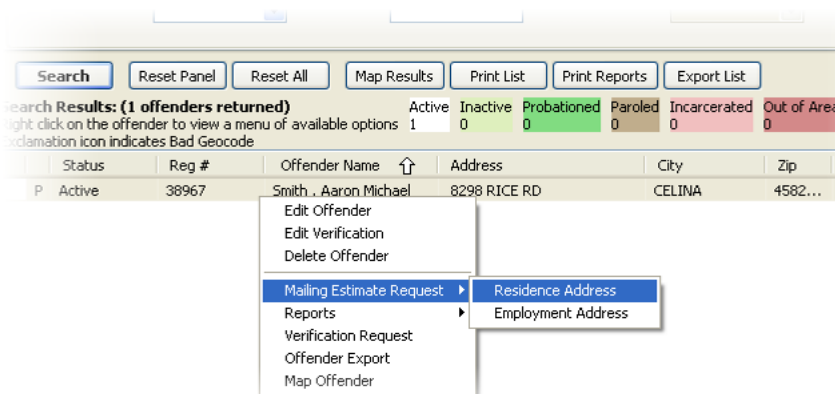 Search Reset Panel Reset All Map Results Print List Print Reports Export List
Search Results: (1 offenders returned) Active Inactive Probationed Paroled Incarcerated Out of Area
Right click on the offender to view a menu of available options 1 0 0 0 0 0
Exclamation icon indicates Bad Geocode
Status Reg # Offender Name Address City Zip
P Active 38967 Smith , Aaron Michael 8298 RICE RD CELINA 4582...
Edit Offender
Edit Verification
Delete Offender
Mailing Estimate Request Residence Address
Reports Employment Address
Verification Request
Offender Export
Map Offender